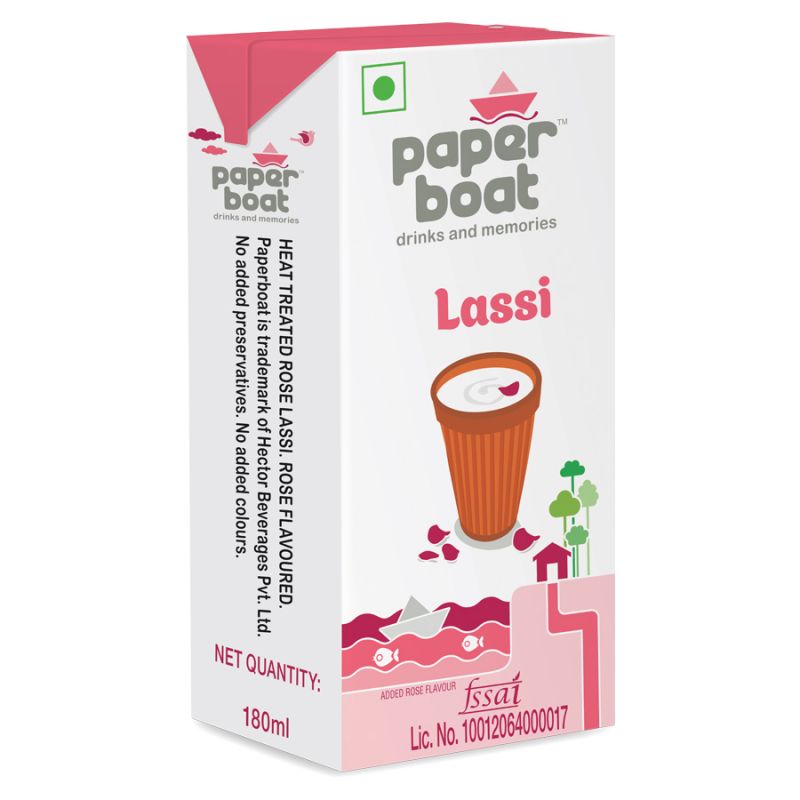 paper
boat™
drinks and memories
HEAT TREATED ROSE LASSI. ROSE FLAVOURED.
Paperboat is trademark of Hector Beverages Pvt. Ltd.
No added preservatives. No added colours.
NET QUANTITY:
180ml
paper™
boat
drinks and memories
Lassi
ADDED ROSE FLAVOUR
fssai
Lic. No. 10012064000017